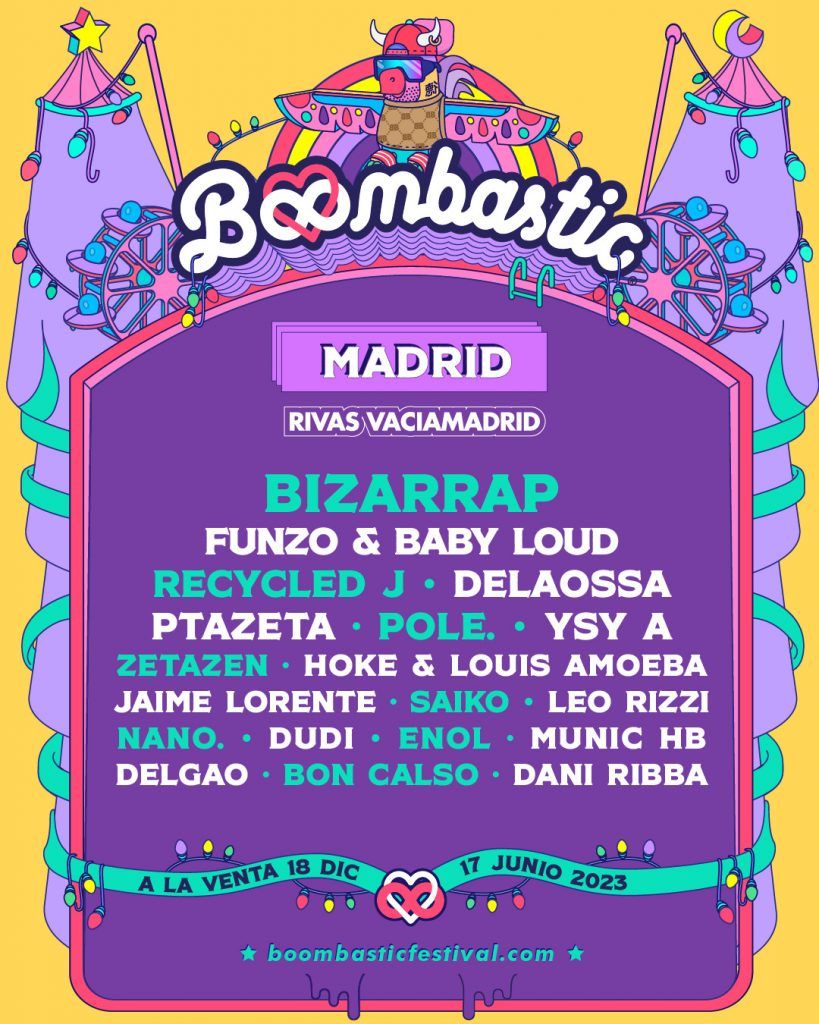 Boombastic
MADRID
RIVAS VACIAMADRID
BIZARRAP
FUNZO & BABY LOUD
RECYCLED J · DELAOSSA
PTAZETA · POLE. · YSY A
ZETAZEN · HOKE & LOUIS AMOEBA
JAIME LORENTE · SAIKO · LEO RIZZI
NANO. · DUDI · ENOL · MUNIC HB
DELGAO · BON CALSO · DANI RIBBA
A LA VENTA 18 DIC 17 JUNIO 2023
★ boombasticfestival.com ★